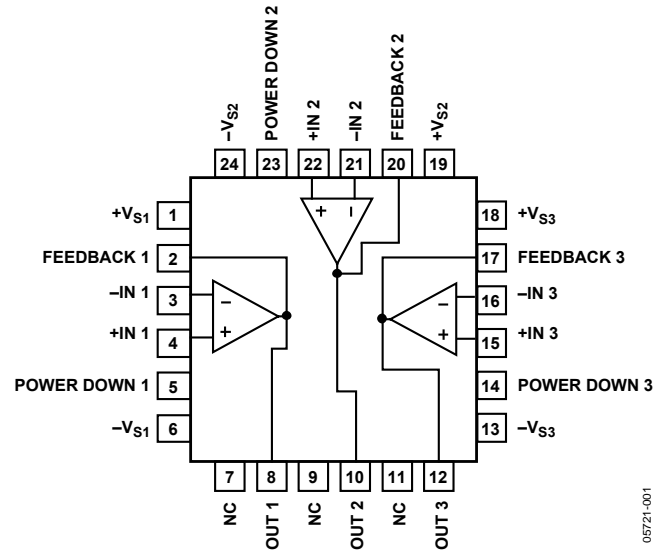 –VS2
POWER DOWN 2
+IN 2
–IN 2
FEEDBACK 2
+VS2
24
23
22
21
20
19
+VS1 1
FEEDBACK 1 2
–IN 1 3
+IN 1 4
POWER DOWN 1 5
–VS1 6
+ –
–
+
–
+
18 +VS3
17 FEEDBACK 3
16 –IN 3
15 +IN 3
14 POWER DOWN 3
13 –VS3
7
8
9
10
11
12
NC
OUT 1
NC
OUT 2
NC
OUT 3
05721-001